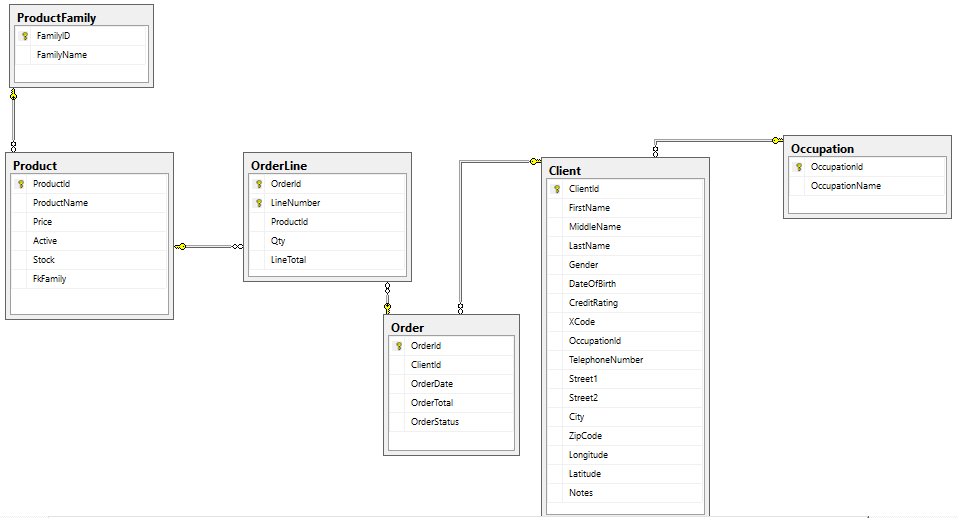 ProductFamily
FamilyID
FamilyName
Product
ProductId
ProductName
Price
Active
Stock
FkFamily
OrderLine
OrderId
LineNumber
ProductId
Qty
LineTotal
Order
OrderId
ClientId
OrderDate
OrderTotal
OrderStatus
Client
ClientId
FirstName
MiddleName
LastName
Gender
DateOfBirth
CreditRating
XCode
OccupationId
TelephoneNumber
Street1
Street2
City
ZipCode
Longitude
Latitude
Notes
Occupation
OccupationId
OccupationName